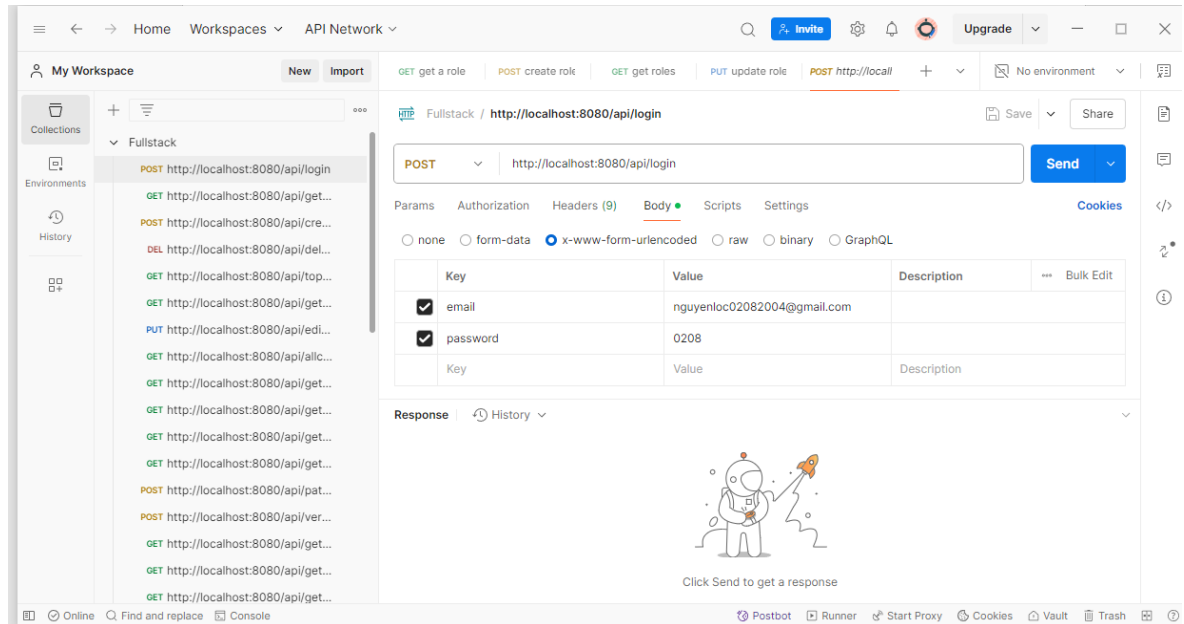 Home Workspaces API Network Invite Upgrade
My Workspace New Import
GET get a role POST create role GET get roles PUT update role POST http://locall No environment
Collections
Environments
History
Fullstack
POST http://localhost:8080/api/login
GET http://localhost:8080/api/get...
POST http://localhost:8080/api/cre...
DEL http://localhost:8080/api/del...
GET http://localhost:8080/api/top...
GET http://localhost:8080/api/get...
PUT http://localhost:8080/api/edi...
GET http://localhost:8080/api/allc...
GET http://localhost:8080/api/get...
GET http://localhost:8080/api/get...
GET http://localhost:8080/api/get...
GET http://localhost:8080/api/get...
POST http://localhost:8080/api/pat...
POST http://localhost:8080/api/ver...
GET http://localhost:8080/api/get...
GET http://localhost:8080/api/get...
GET http://localhost:8080/api/get...
HTTP Fullstack / http://localhost:8080/api/login Save Share
POST http://localhost:8080/api/login Send
Params Authorization Headers (9) Body Scripts Settings Cookies
none form-data x-www-form-urlencoded raw binary GraphQL
Key Value Description Bulk Edit
email nguyenloc02082004@gmail.com
password 0208
Key Value Description
Response History
Click Send to get a response
Online Find and replace Console Postbot Runner Start Proxy Cookies Vault Trash